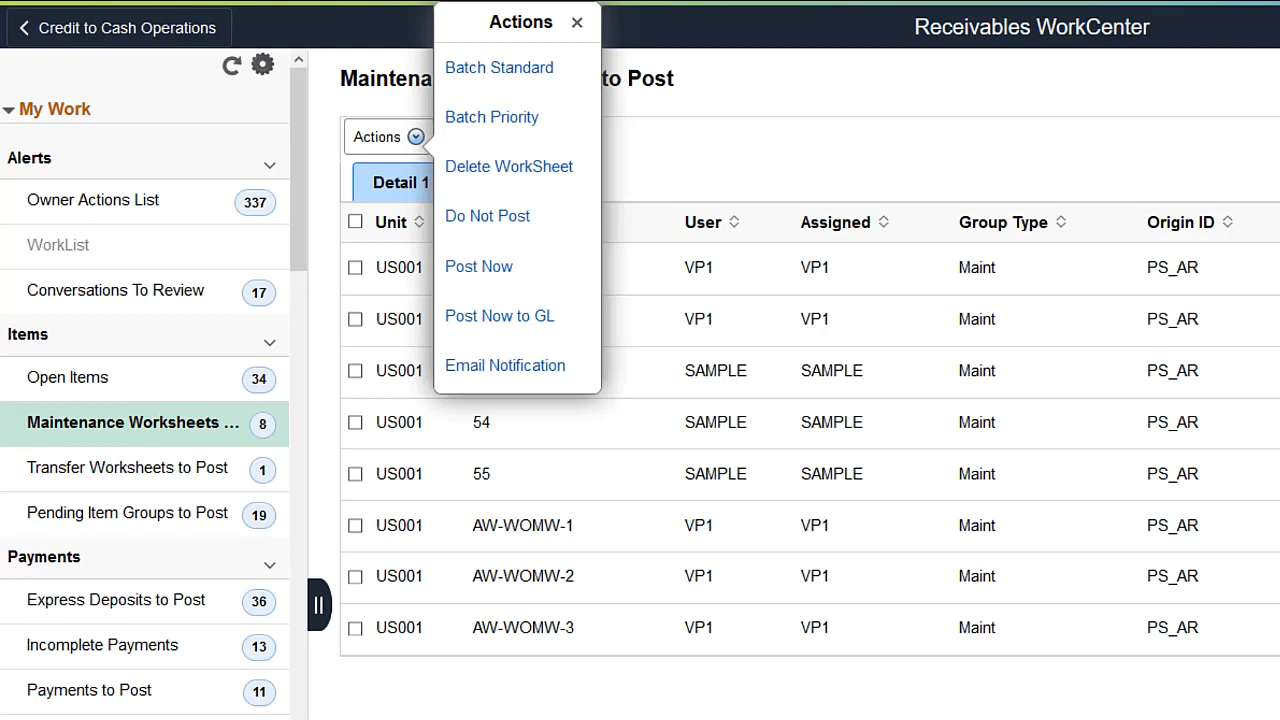 Credit to Cash Operations
Receivables WorkCenter
My Work
Alerts
Owner Actions List 337
WorkList
Conversations To Review 17
Items
Open Items 34
Maintenance Worksheets ... 8
Transfer Worksheets to Post 1
Pending Item Groups to Post 19
Payments
Express Deposits to Post 36
Incomplete Payments 13
Payments to Post 11
Maintena to Post
Actions
Detail 1
Actions ×
Batch Standard
Batch Priority
Delete WorkSheet
Do Not Post
Post Now
Post Now to GL
Email Notification
Unit User Assigned Group Type Origin ID
US001 VP1 VP1 Maint PS_AR
US001 VP1 VP1 Maint PS_AR
US001 SAMPLE SAMPLE Maint PS_AR
US001 54 SAMPLE SAMPLE Maint PS_AR
US001 55 SAMPLE SAMPLE Maint PS_AR
US001 AW-WOMW-1 VP1 VP1 Maint PS_AR
US001 AW-WOMW-2 VP1 VP1 Maint PS_AR
US001 AW-WOMW-3 VP1 VP1 Maint PS_AR